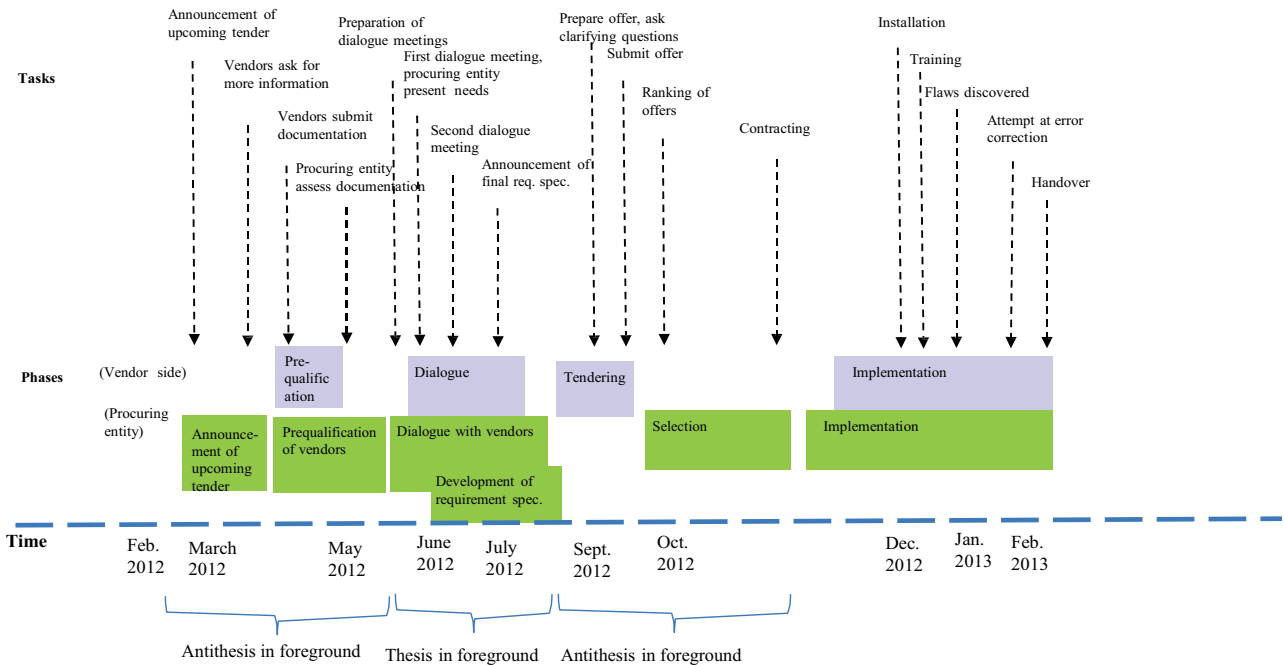 Tasks
Announcement of
upcoming tender
Vendors ask for
more information
Vendors submit
documentation
Procuring entity
assess documentation
Preparation of
dialogue meetings
First dialogue meeting,
procuring entity
present needs
Second dialogue
meeting
Announcement of
final req. spec.
Prepare offer, ask
clarifying questions
Submit offer
Ranking of
offers
Contracting
Installation
Training
Flaws discovered
Attempt at error
correction
Handover
Phases
(Vendor side)
Pre-
qualific
ation
Dialogue
Tendering
Implementation
(Procuring
entity)
Announce-
ment of
upcoming
tender
Prequalification
of vendors
Dialogue with vendors
Development of
requirement spec.
Selection
Implementation
Time
Feb.
2012
March
2012
May
2012
June
2012
July
2012
Sept.
2012
Oct.
2012
Dec.
2012
Jan.
2013
Feb.
2013
Antithesis in foreground
Thesis in foreground
Antithesis in foreground